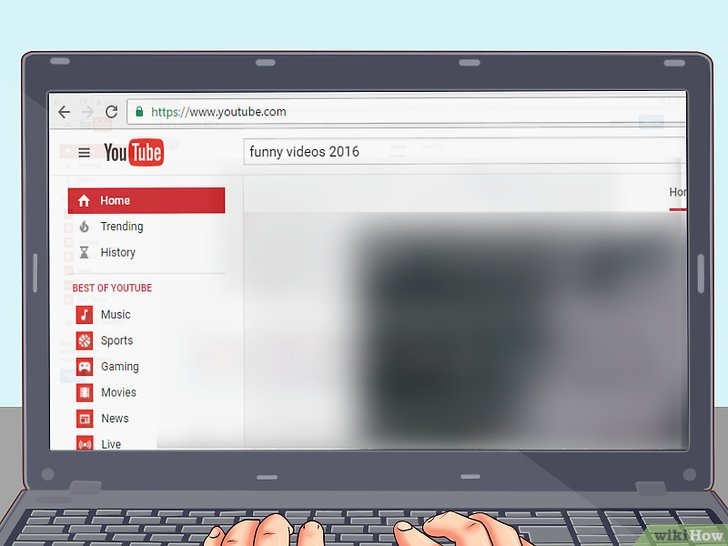 https://www.youtube.com
YouTube
funny videos 2016
Home
Trending
History
BEST OF YOUTUBE
Music
Sports
Gaming
Movies
News
Live
wikiHow